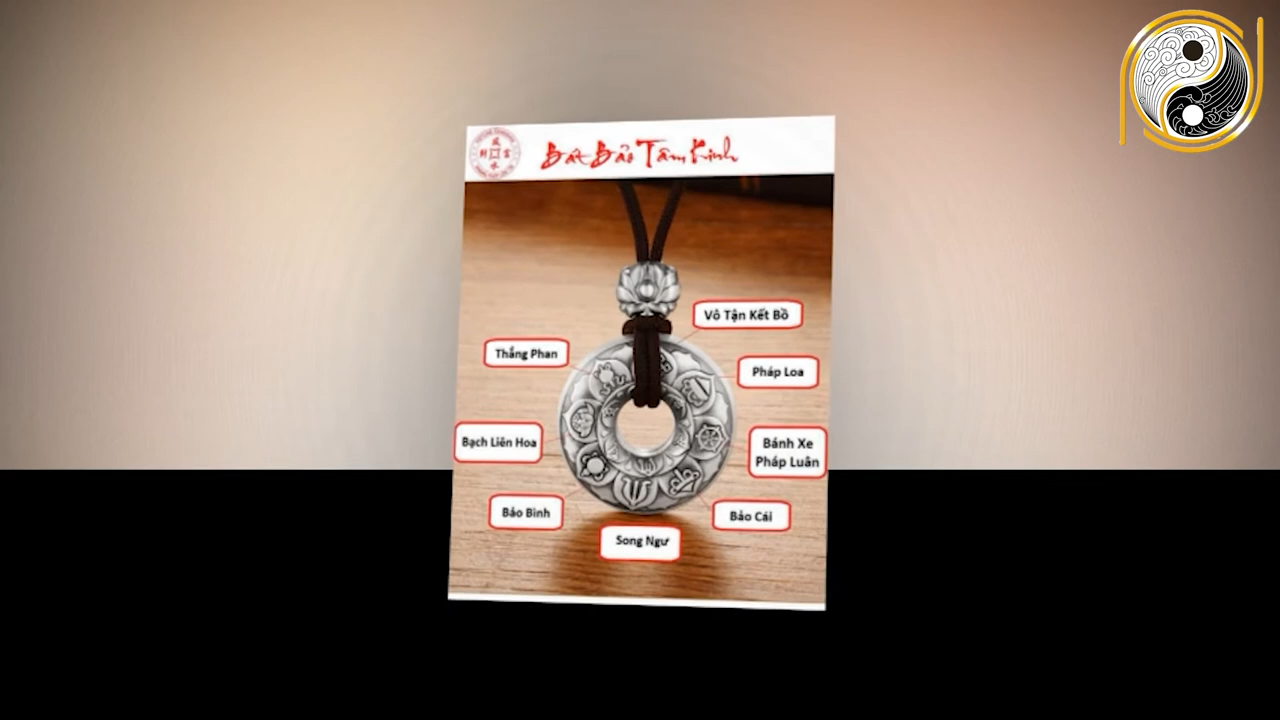 Bát Bảo Tâm Kinh
Vô Tận Kết Bồ
Thắng Phan
Pháp Loa
Bạch Liên Hoa
Bánh Xe
Pháp Luân
Bảo Bình
Bảo Cái
Song Ngư